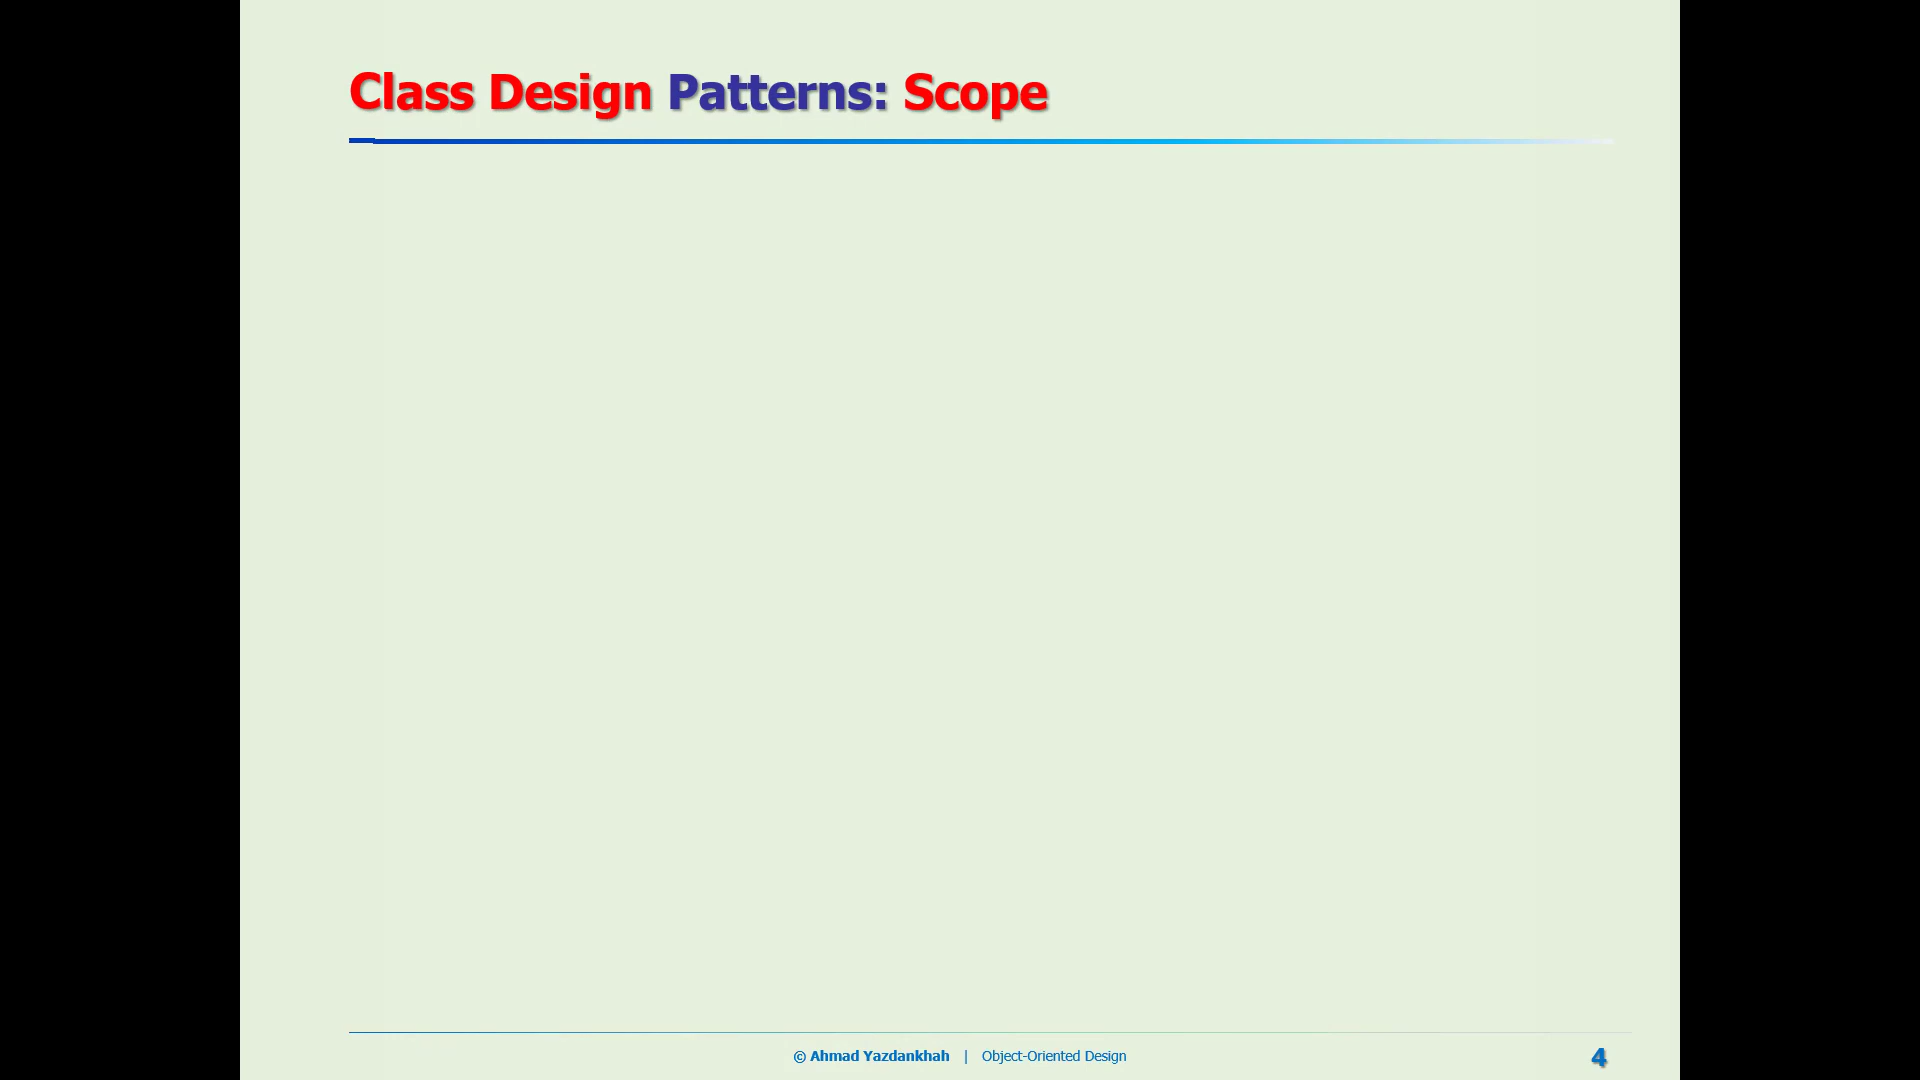 Class Design Patterns: Scope
© Ahmad Yazdankhah | Object-Oriented Design
4